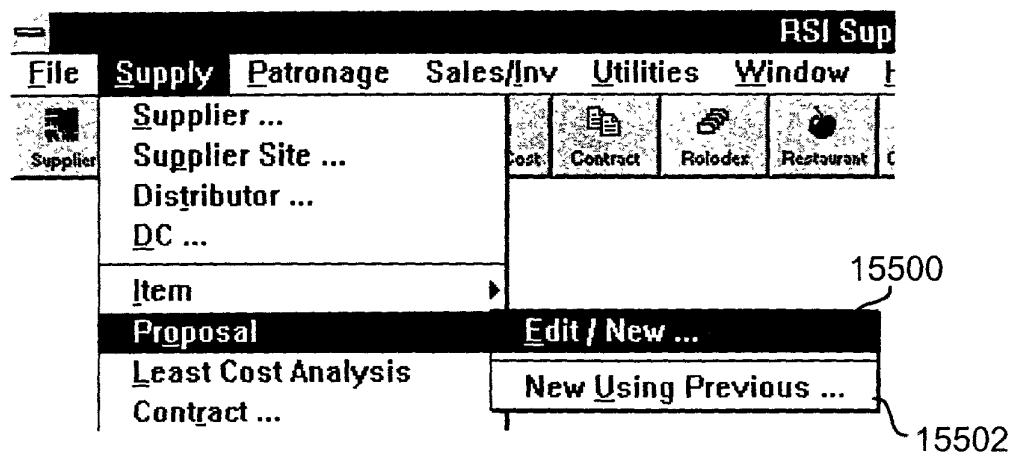 RSI Sup
File Supply Patronage Sales/Inv Utilities Window H
Supplier Cost Contract Rolodex Restaurant
Supplier ...
Supplier Site ...
Distributor ...
DC ...
Item
Proposal
Edit / New ...
Least Cost Analysis
New Using Previous ...
Contract ...
15500
15502